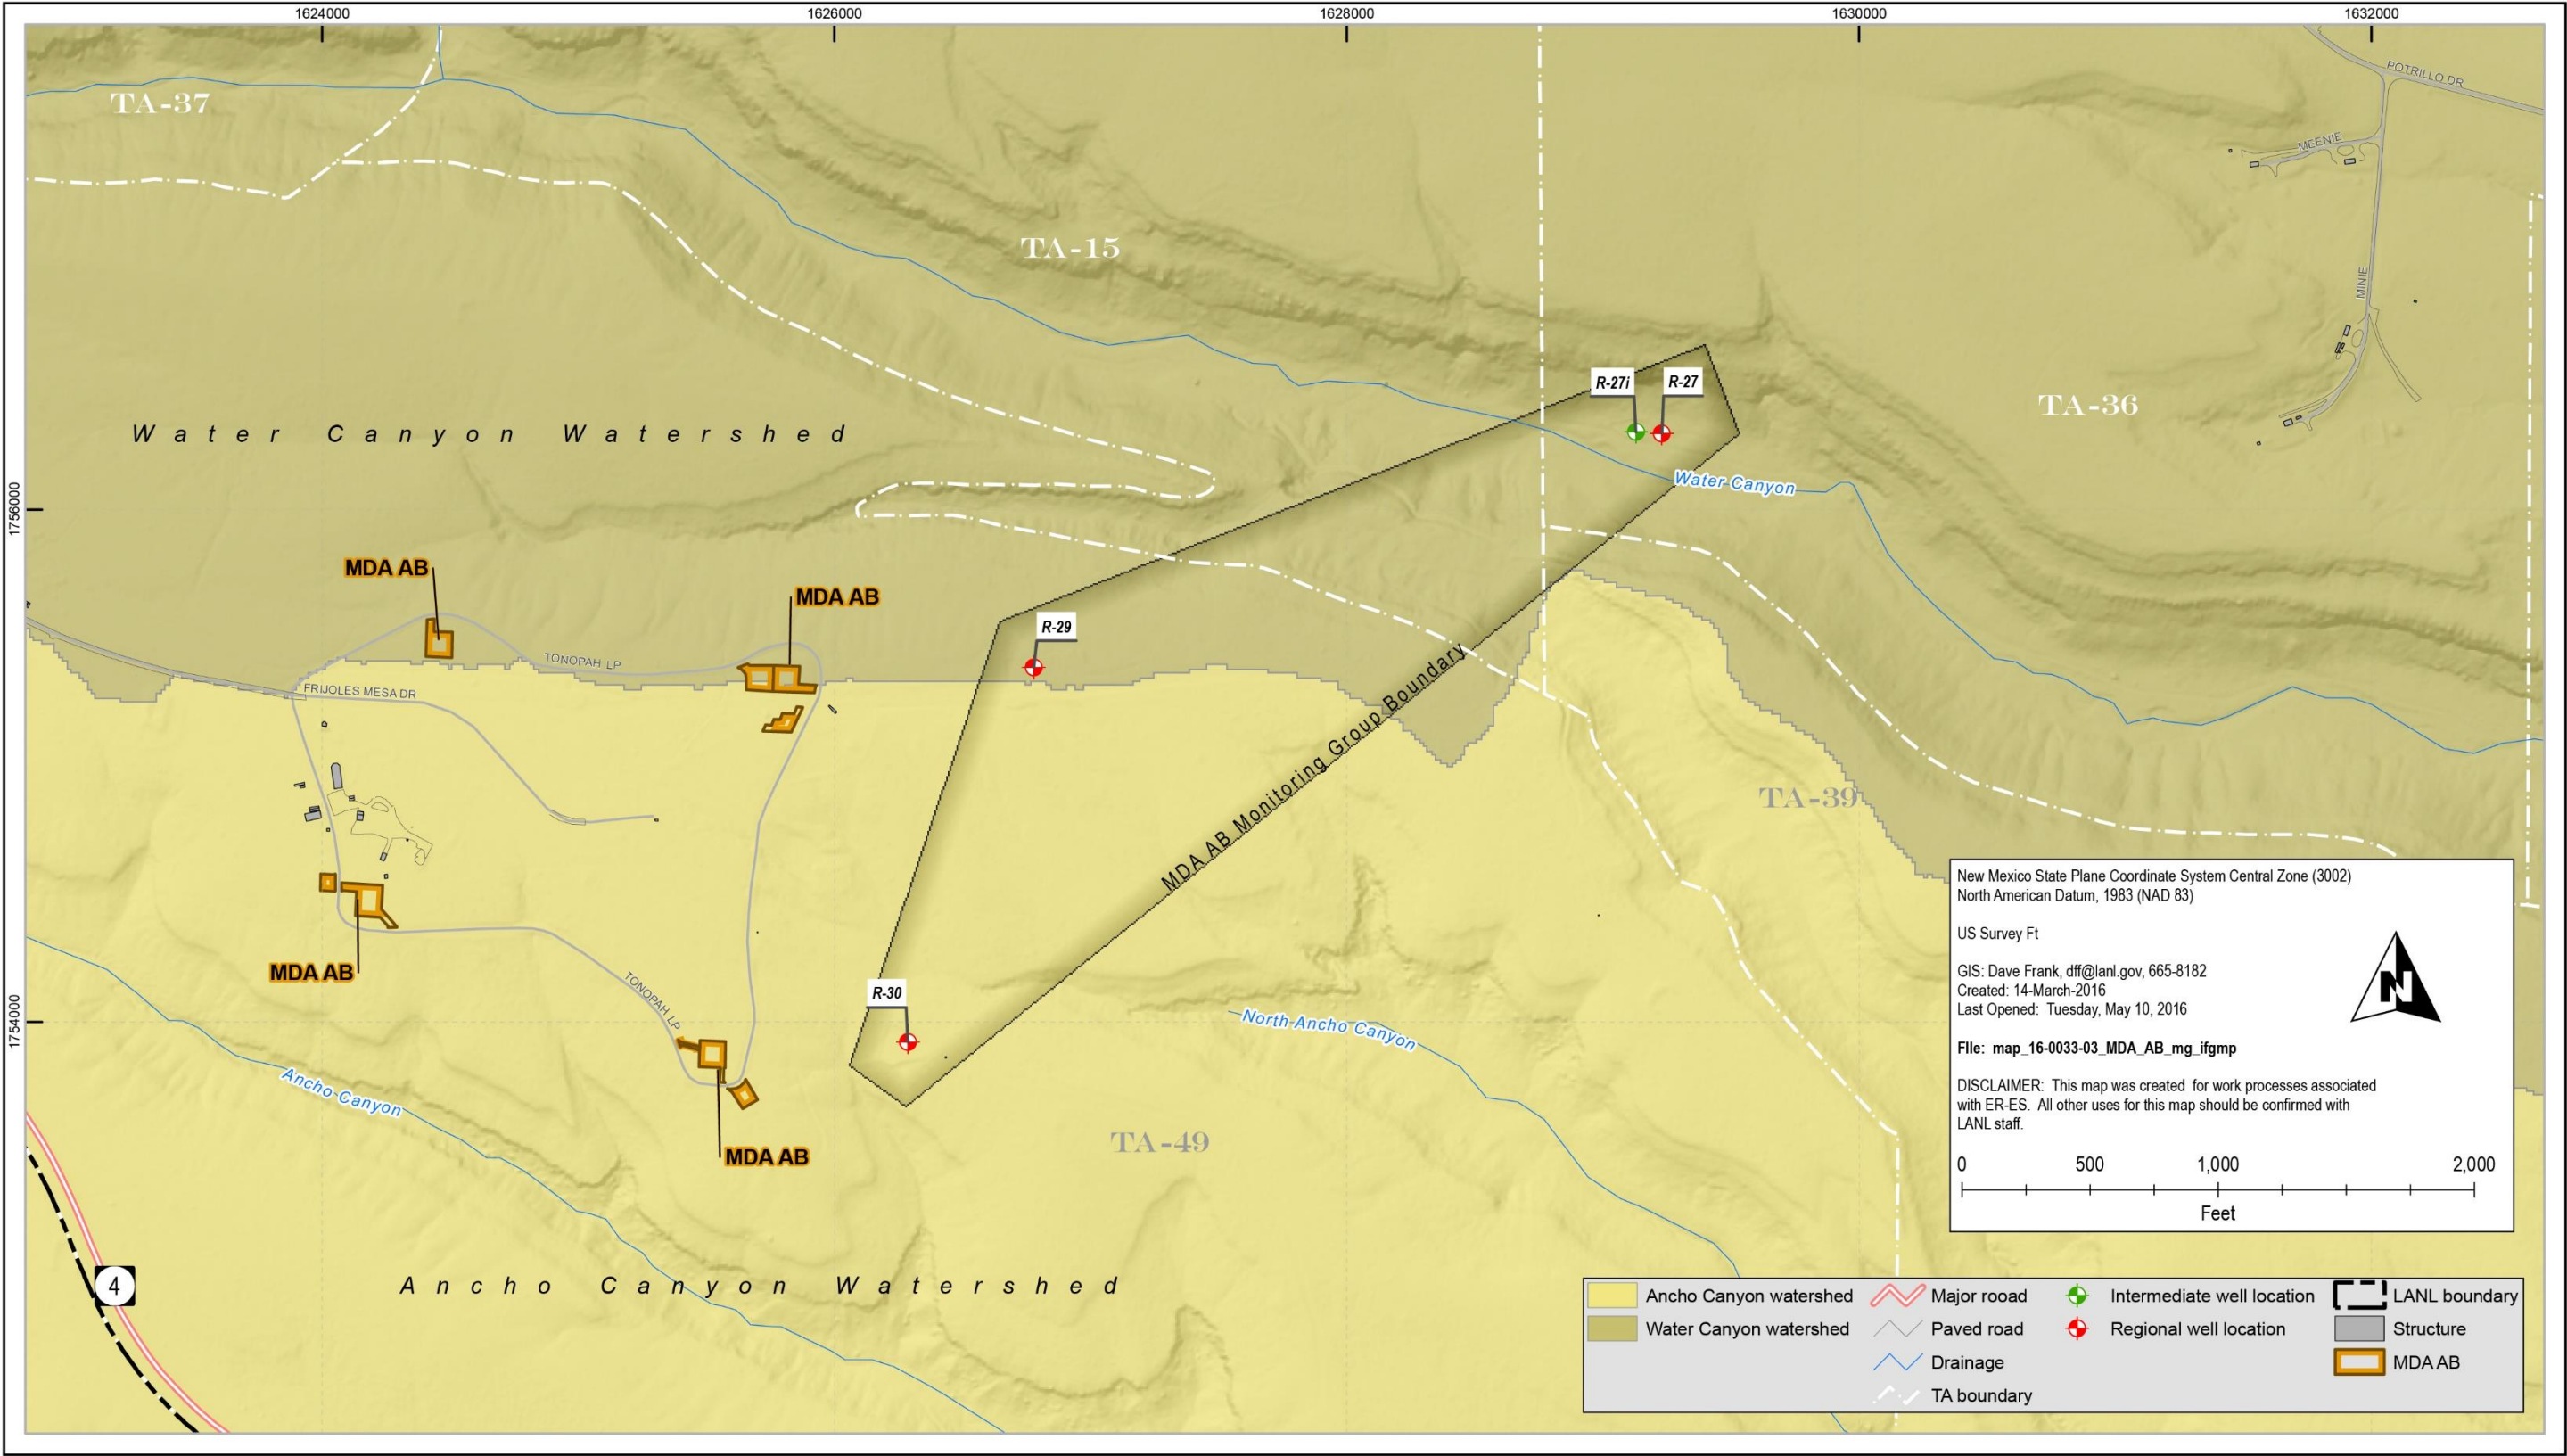 1624000
1626000
1628000
1630000
1632000
POTRILLO DR
TA-37
MEENIE
TA-15
MINIE
R-27i
R-27
TA-36
Water Canyon Watershed
Water Canyon
1756000
MDA AB
MDA AB
R-29
TONOPAH LP
FRIJOLES MESA DR
MDA AB Monitoring Group Boundary
TA-39
MDA AB
TONOPAH LP
R-30
1754000
North Ancho Canyon
Ancho Canyon
TA-49
MDA AB
4
Ancho Canyon Watershed
New Mexico State Plane Coordinate System Central Zone (3002)
North American Datum, 1983 (NAD 83)
US Survey Ft
GIS: Dave Frank, dff@lanl.gov, 665-8182
Created: 14-March-2016
Last Opened: Tuesday, May 10, 2016
N
FIle: map_16-0033-03_MDA_AB_mg_ifgmp
DISCLAIMER: This map was created for work processes associated
with ER-ES. All other uses for this map should be confirmed with
LANL staff.
0 500 1,000 2,000
Feet
Ancho Canyon watershed
Water Canyon watershed
Major rooad
Paved road
Drainage
TA boundary
Intermediate well location
Regional well location
LANL boundary
Structure
MDA AB